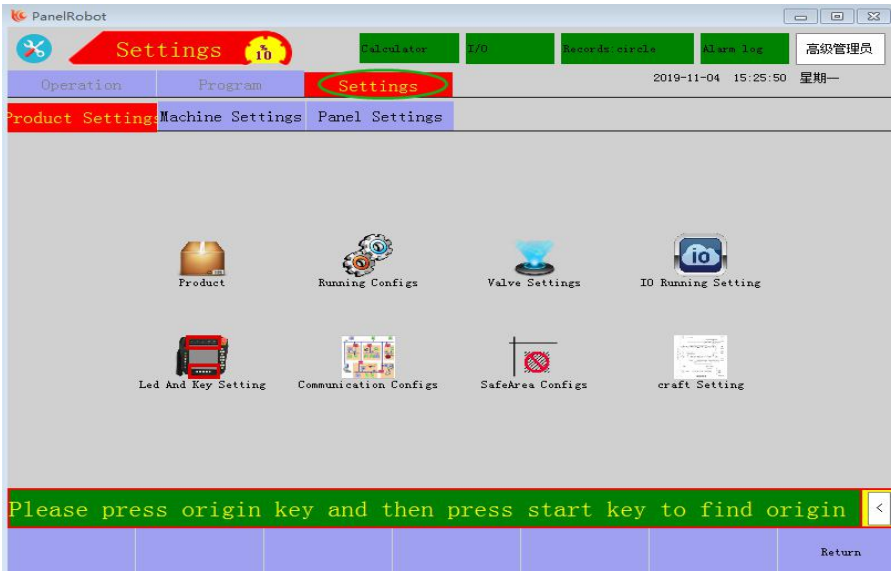 PanelRobot
Settings % 10 Calculator I/O Records:circle Alarm log 高级管理员
Operation Program Settings 2019-11-04 15:25:50 星期一
Product Settings Machine Settings Panel Settings
Product Running Configs Valve Settings IO Running Setting
Led And Key Setting Communication Configs SafeArea Configs craft Setting
Please press origin key and then press start key to find origin <
Return